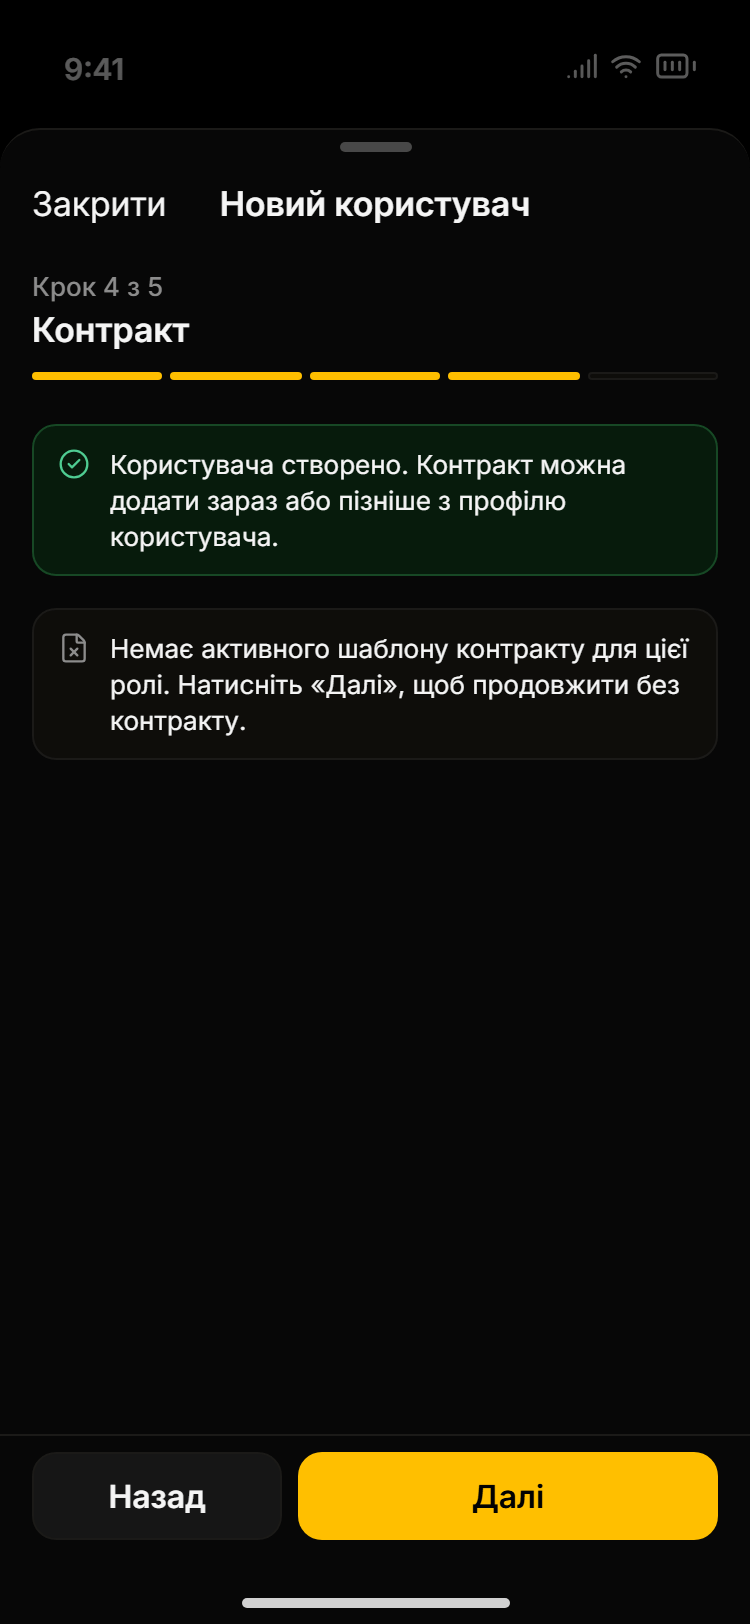 9:41
Закрити
Новий користувач
Крок 4 з 5
Контракт
Користувача створено. Контракт можна
додати зараз або пізніше з профілю
користувача.
Немає активного шаблону контракту для цієї
ролі. Натисніть «Далі», щоб продовжити без
контракту.
Назад
Далі